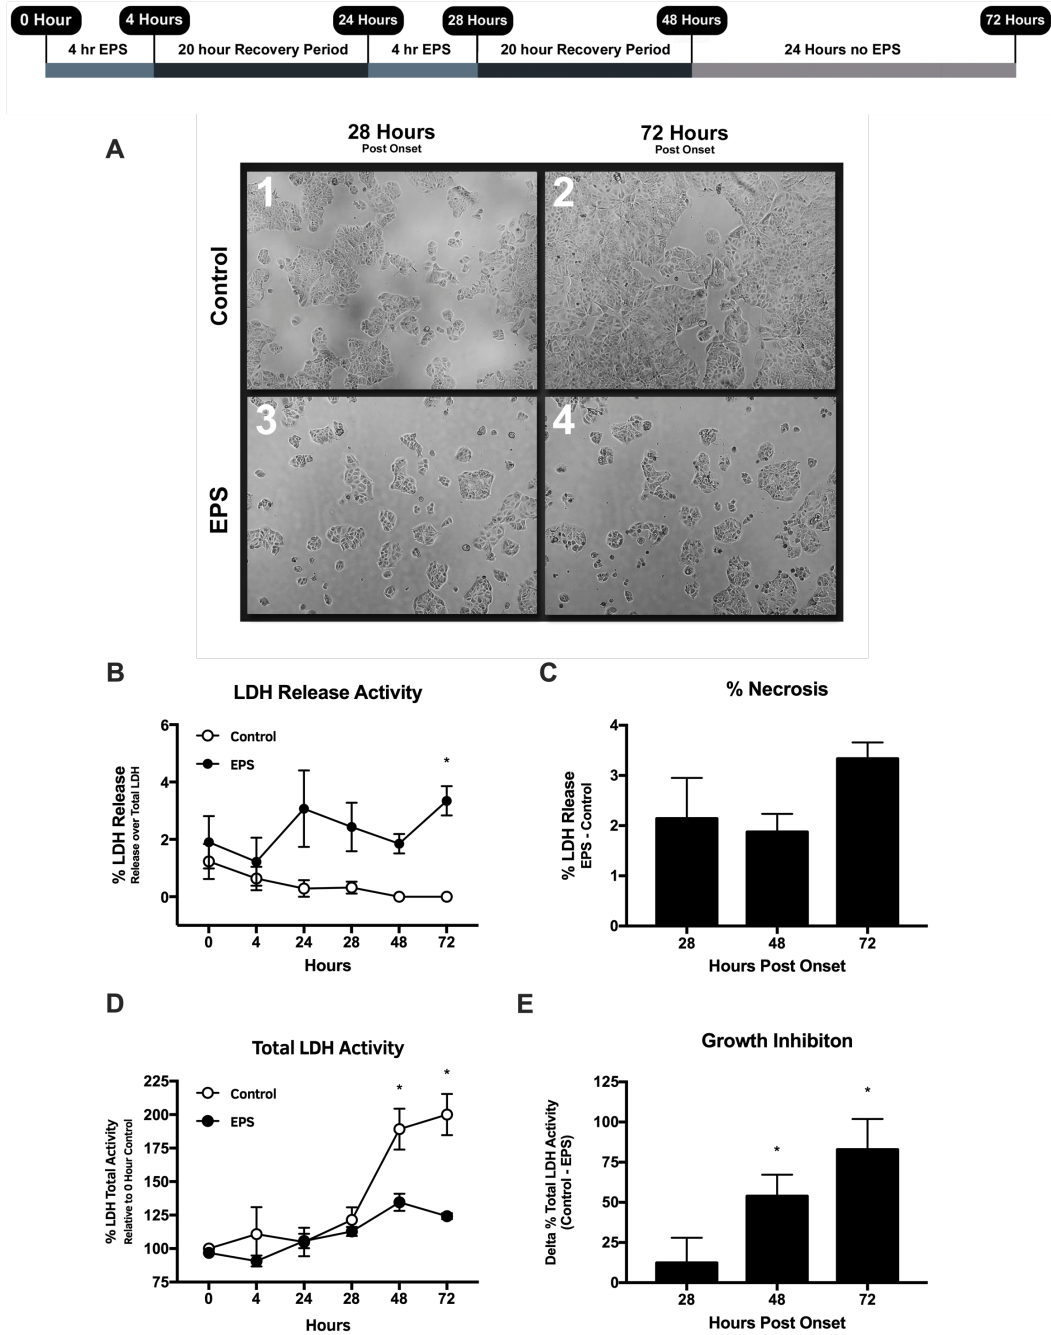 0 Hour 4 Hours 24 Hours 28 Hours 48 Hours 72 Hours
4 hr EPS 20 hour Recovery Period 4 hr EPS 20 hour Recovery Period 24 Hours no EPS
A
28 Hours 72 Hours
Post Onset Post Onset
1 2
Control
3 4
EPS
B
LDH Release Activity
Control
EPS
*
6
4
2
0
% LDH Release
Release over Total LDH
0 4 24 28 48 72
Hours
C
% Necrosis
4
3
2
1
0
% LDH Rlease
EPS - Control
28 48 72
Hours Post Onset
D
Total LDH Activity
Control
EPS
* *
225
200
175
150
125
100
75
% LDH Total Activity
Relative to 0 Hour Control
0 4 24 28 48 72
Hours
E
Growth Inhibiton
* *
125
100
75
50
25
0
Delta % Total LDH Activity
(Control - EPS)
28 48 72
Hours Post Onset